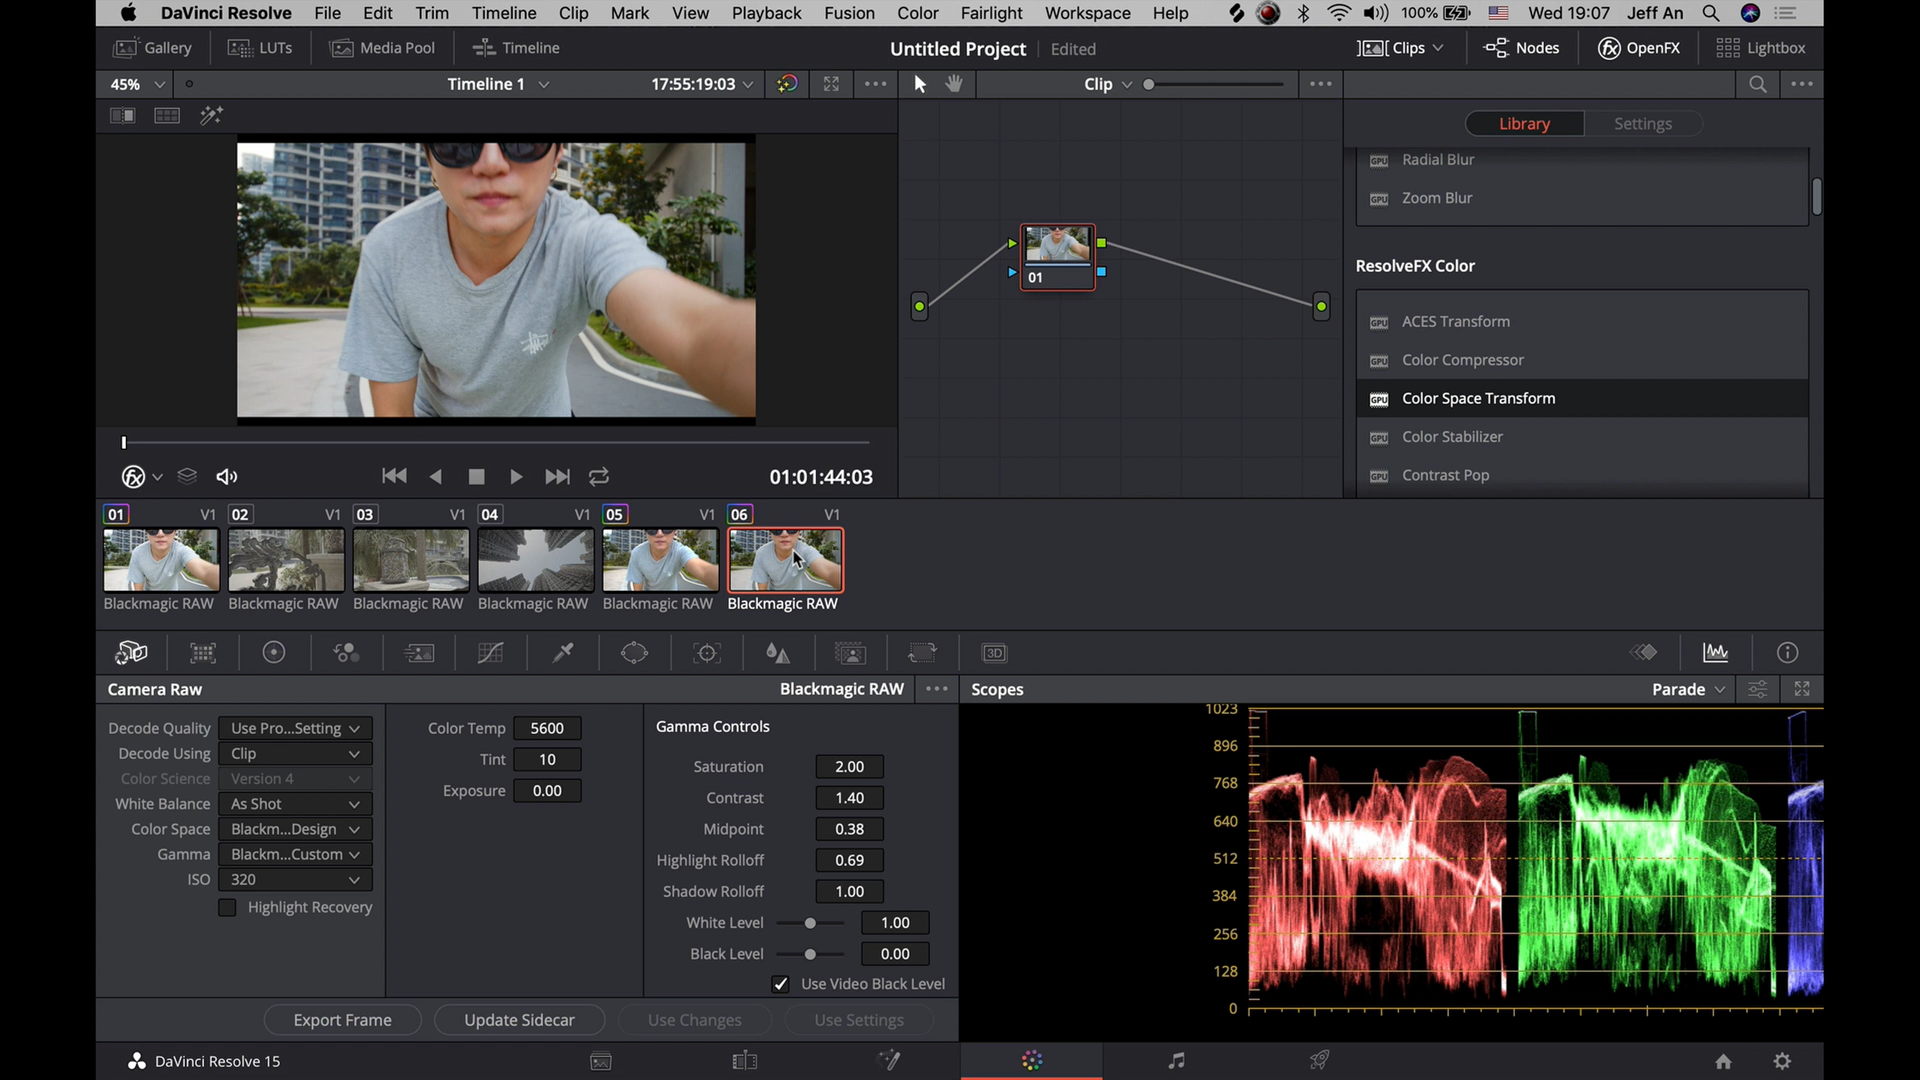 DaVinci Resolve File Edit Trim Timeline Clip Mark View Playback Fusion Color Fairlight Workspace Help 100% Wed 19:07 Jeff An
Gallery LUTs Media Pool Timeline Untitled Project Edited Clips Nodes OpenFX Lightbox
45% Timeline 1 17:55:19:03 Clip
Library Settings
Radial Blur
Zoom Blur
ResolveFX Color
ACES Transform
Color Compressor
Color Space Transform
Color Stabilizer
Contrast Pop
GPU
GPU
GPU
GPU
GPU
GPU
GPU
01
01:01:44:03
01 V1 02 V1 03 V1 04 V1 05 V1 06 V1
Blackmagic RAW Blackmagic RAW Blackmagic RAW Blackmagic RAW Blackmagic RAW Blackmagic RAW
3D
Camera Raw Blackmagic RAW
Decode Quality Use Pro...Setting
Decode Using Clip
Color Science Version 4
White Balance As Shot
Color Space Blackm...Design
Gamma Blackm...Custom
ISO 320
Highlight Recovery
Color Temp 5600
Tint 10
Exposure 0.00
Gamma Controls
Saturation 2.00
Contrast 1.40
Midpoint 0.38
Highlight Rolloff 0.69
Shadow Rolloff 1.00
White Level 1.00
Black Level 0.00
Use Video Black Level
Export Frame Update Sidecar Use Changes Use Settings
Scopes Parade
1023
896
768
640
512
384
256
128
0
DaVinci Resolve 15